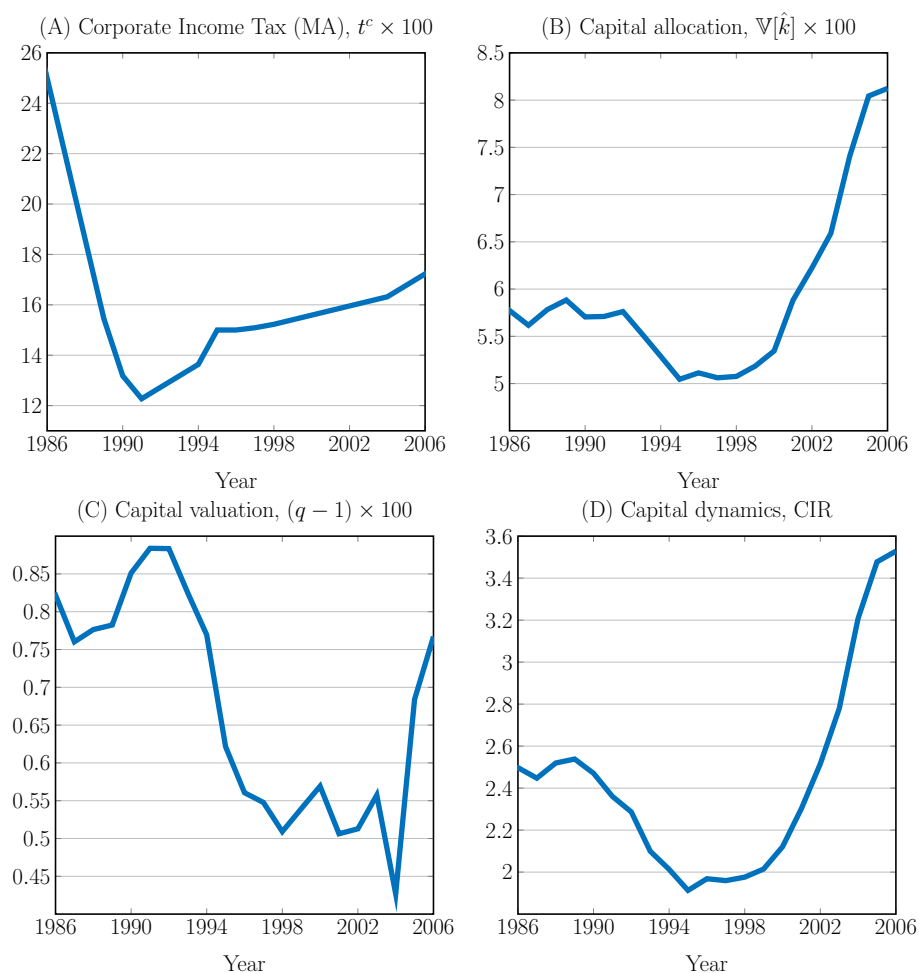 (A) Corporate Income Tax (MA), tᶜ × 100
26
24
22
20
18
16
14
12
1986 1990 1994 1998 2002 2006
Year
(B) Capital allocation, 𝕍[k̂] × 100
8.5
8
7.5
7
6.5
6
5.5
5
1986 1990 1994 1998 2002 2006
Year
(C) Capital valuation, (q − 1) × 100
0.85
0.8
0.75
0.7
0.65
0.6
0.55
0.5
0.45
1986 1990 1994 1998 2002 2006
Year
(D) Capital dynamics, CIR
3.6
3.4
3.2
3
2.8
2.6
2.4
2.2
2
1986 1990 1994 1998 2002 2006
Year